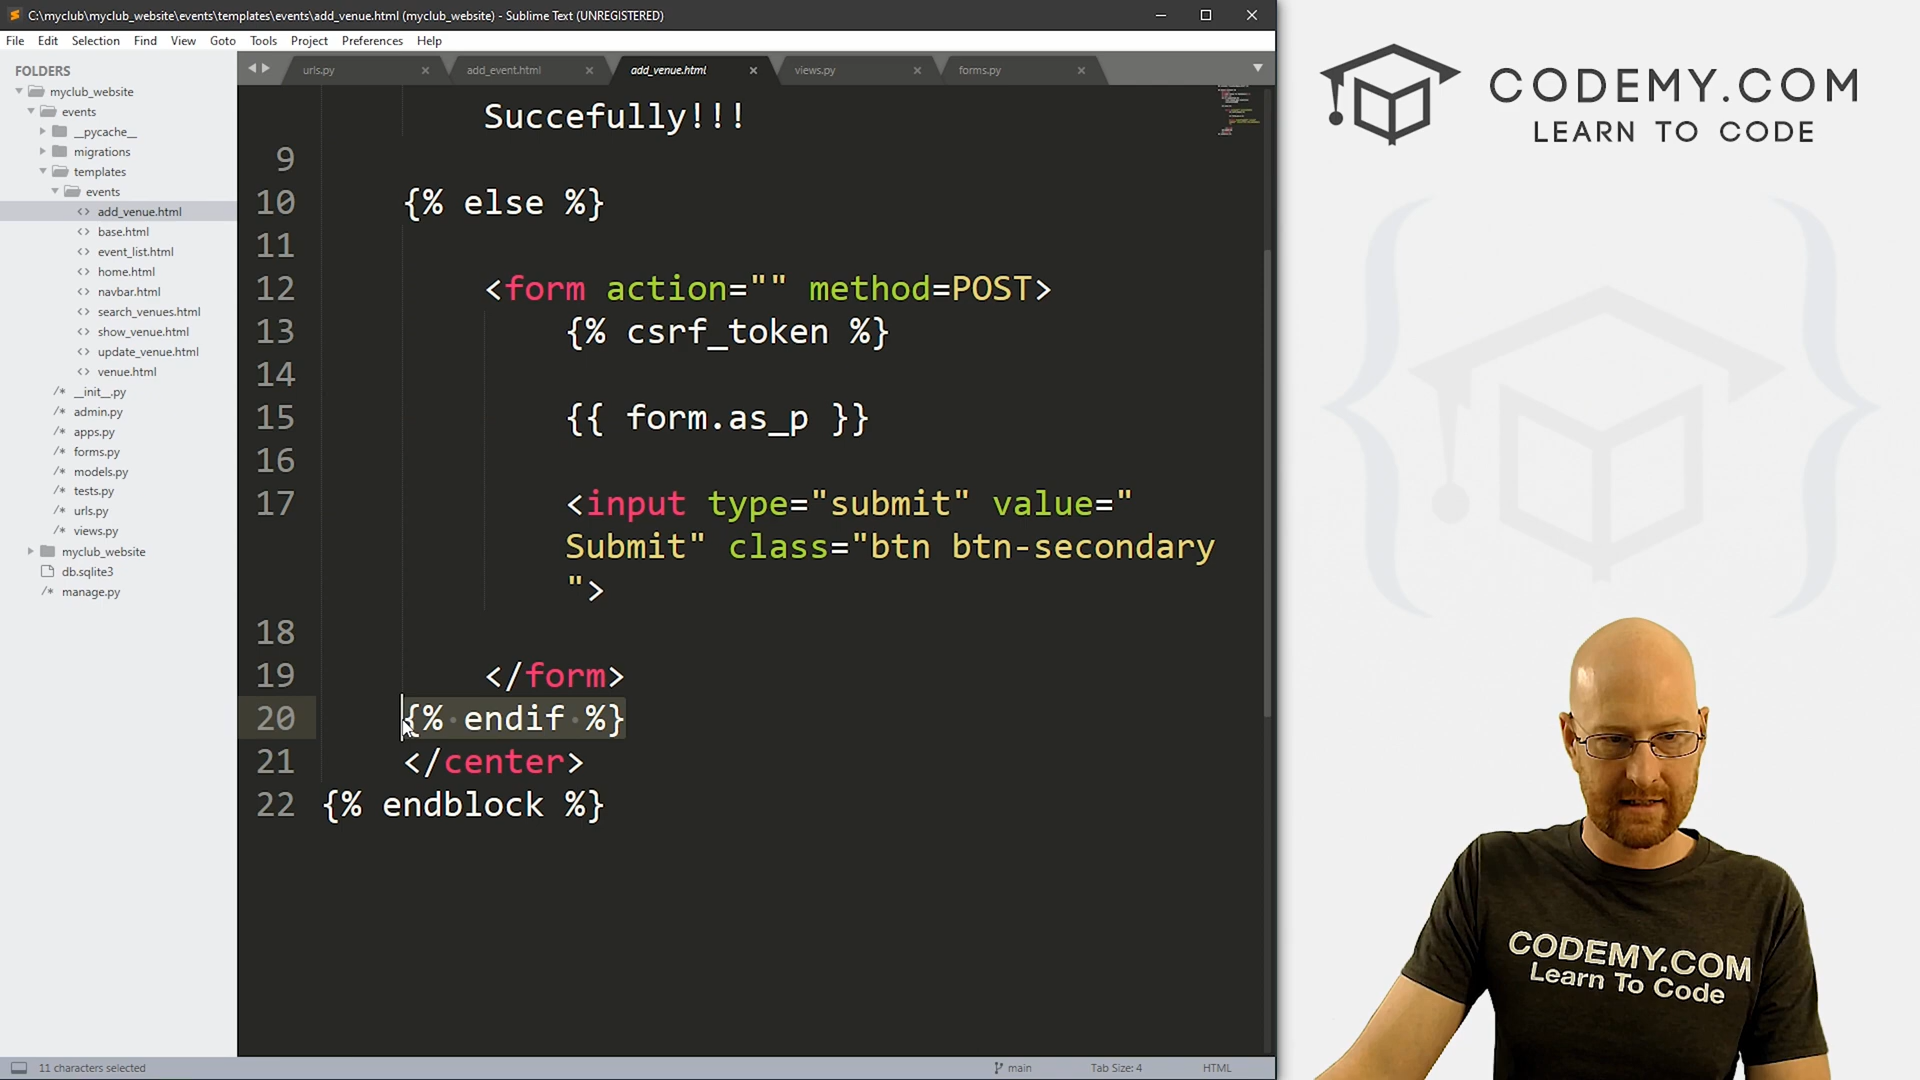 C:\myclub\myclub_website\events\templates\events\add_venue.html (myclub_website) - Sublime Text (UNREGISTERED)
File Edit Selection Find View Goto Tools Project Preferences Help
FOLDERS
myclub_website
events
__pycache__
migrations
templates
events
add_venue.html
base.html
event_list.html
home.html
navbar.html
search_venues.html
show_venue.html
update_venue.html
venue.html
__init__.py
admin.py
apps.py
forms.py
models.py
tests.py
urls.py
views.py
myclub_website
db.sqlite3
manage.py
urls.py add_event.html add_venue.html views.py forms.py
Succefully!!!
9
10 {% else %}
11
12 <form action="" method=POST>
13 {% csrf_token %}
14
15 {{ form.as_p }}
16
17 <input type="submit" value="
Submit" class="btn btn-secondary
">
18
19 </form>
20 {% endif %}
21 </center>
22 {% endblock %}
11 characters selected main Tab Size: 4 HTML
CODEMY.COM
LEARN TO CODE
CODEMY.COM
Learn To Code